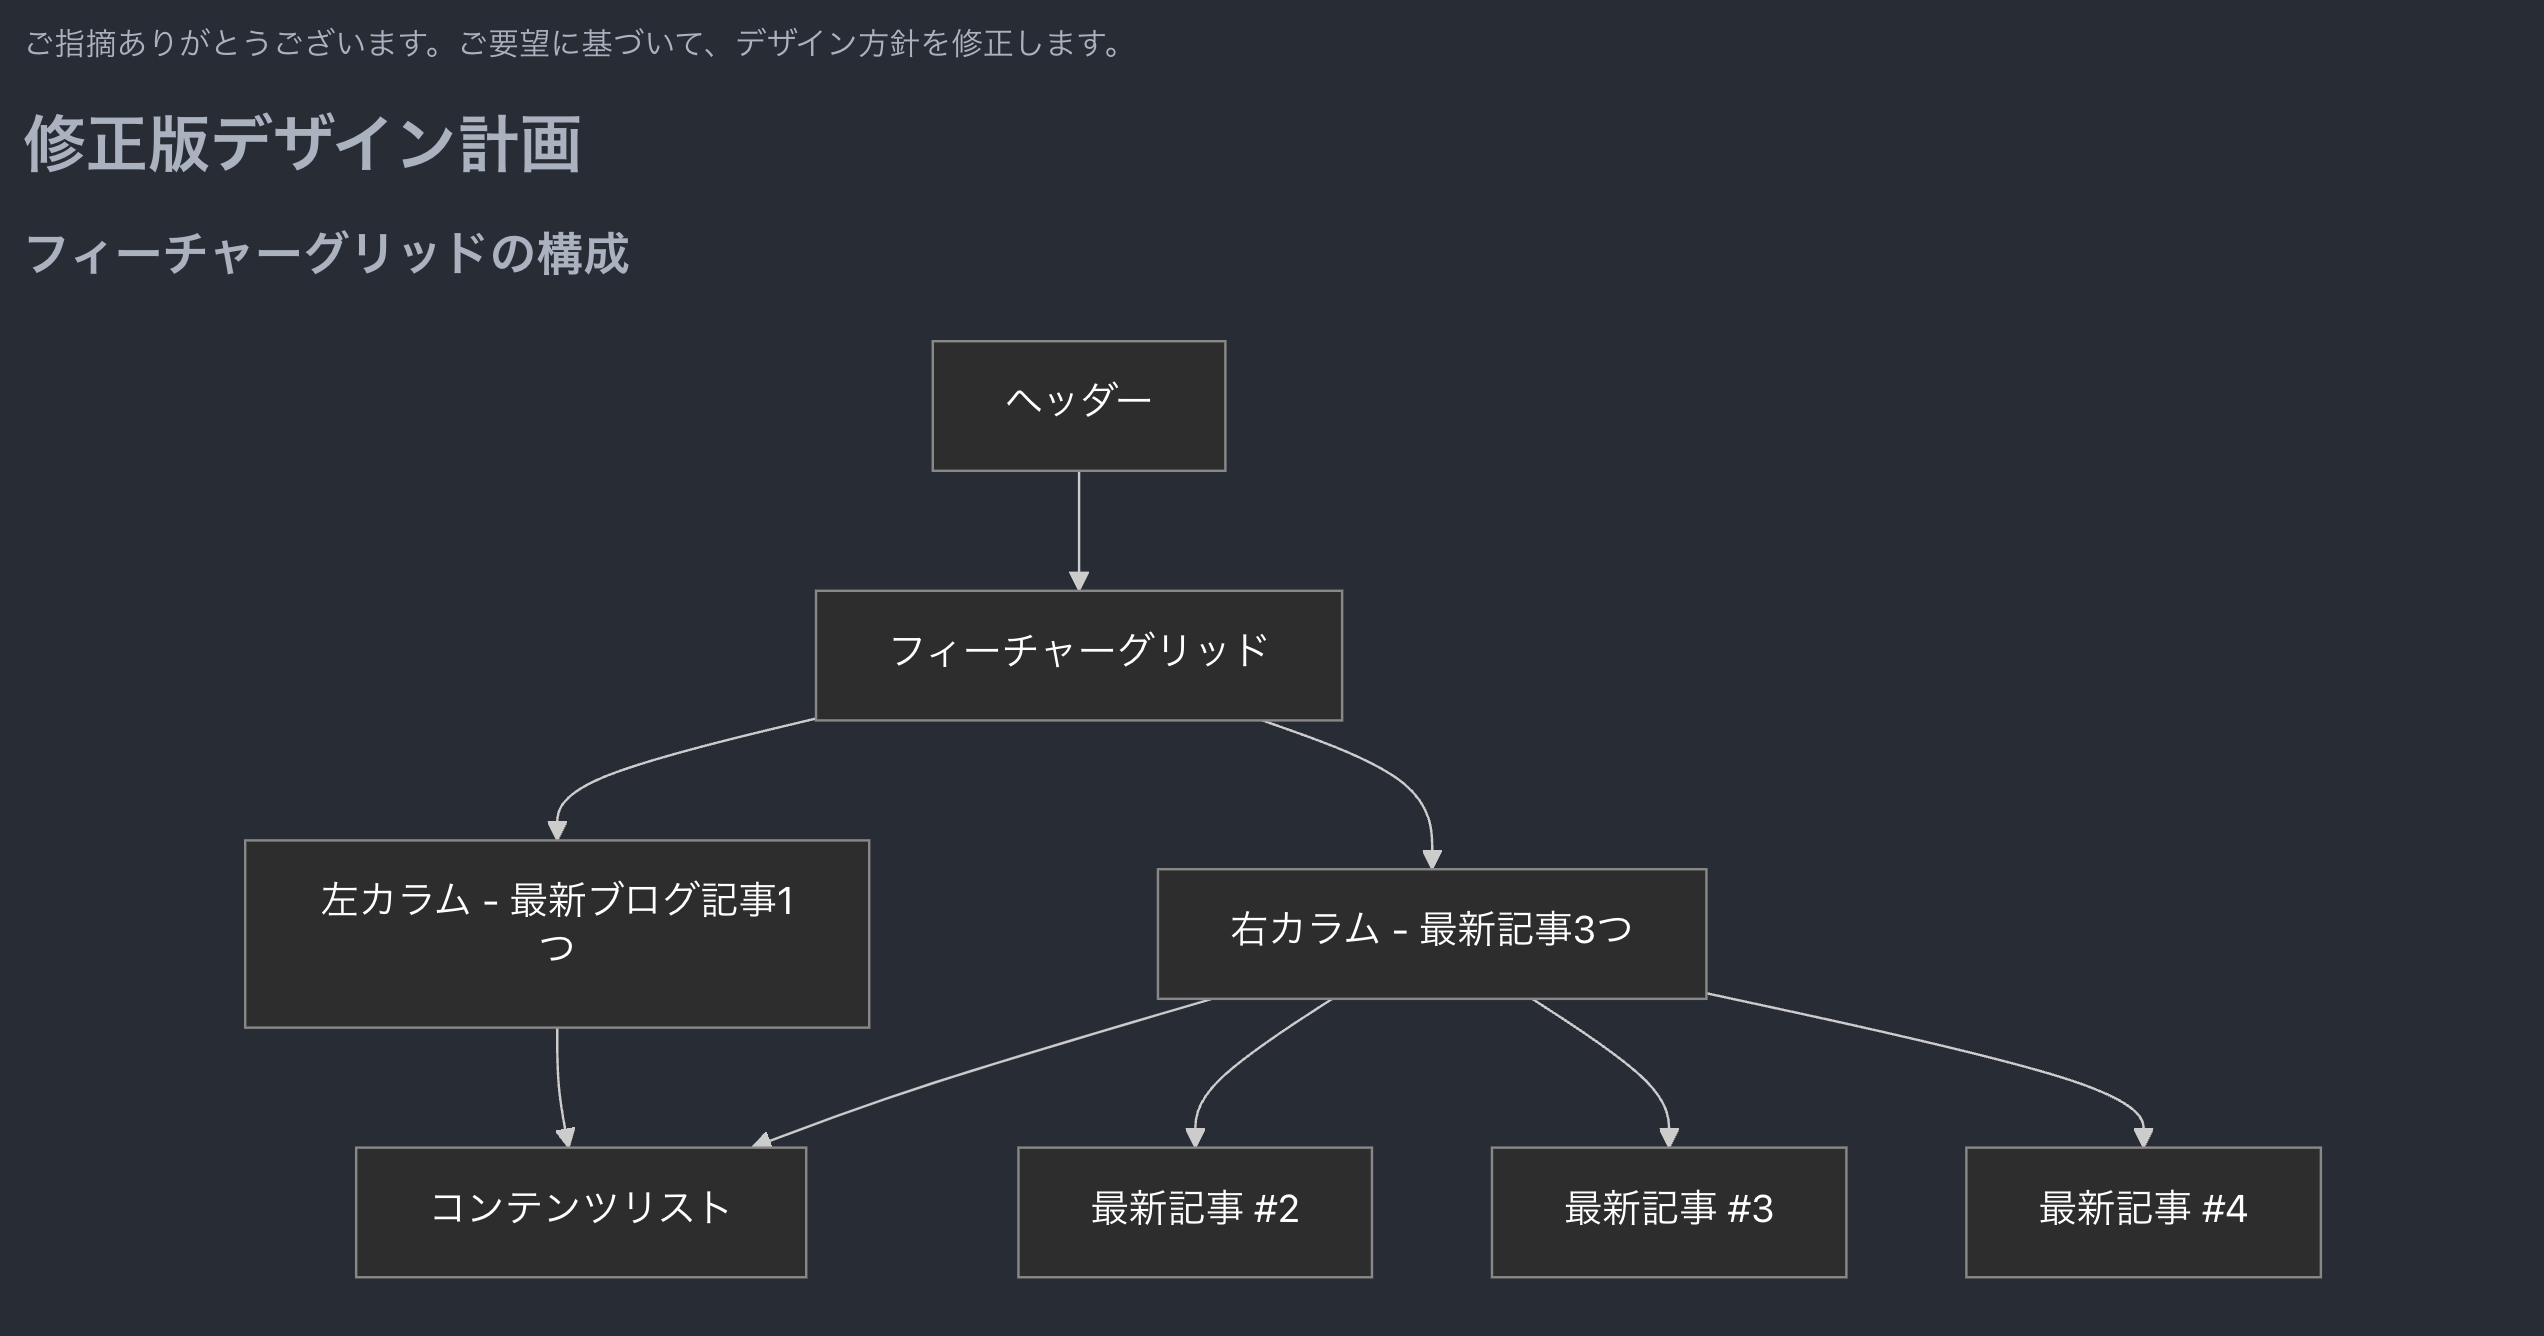 ご指摘ありがとうございます。ご要望に基づいて、デザイン方針を修正します。
修正版デザイン計画
フィーチャーグリッドの構成
ヘッダー
フィーチャーグリッド
左カラム - 最新ブログ記事1
つ
右カラム - 最新記事3つ
コンテンツリスト
最新記事 #2
最新記事 #3
最新記事 #4